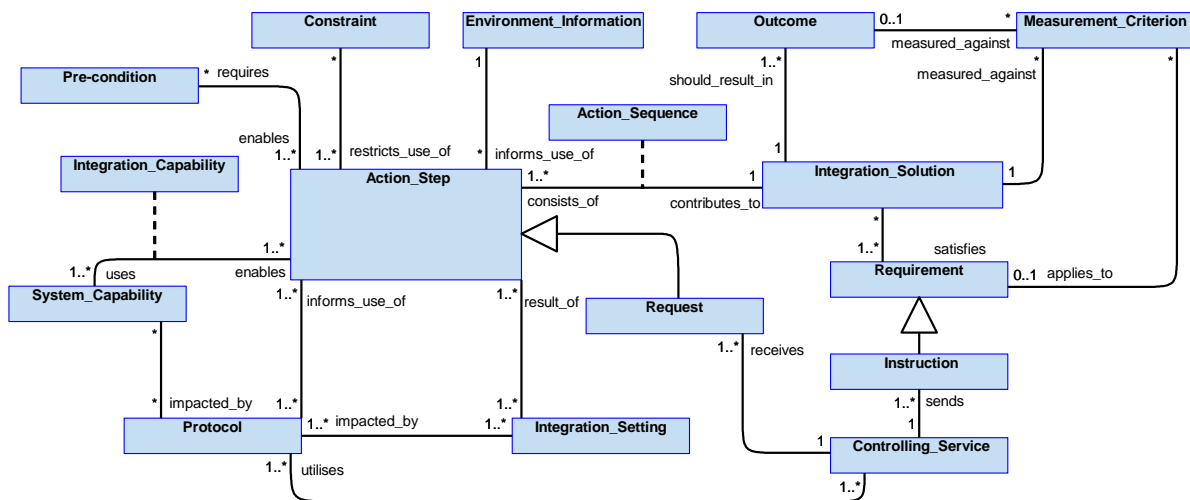 Constraint
Environment_Information
Outcome
0..1
*
Measurement_Criterion
measured_against
*
1
1..*
*
*
measured_against
Pre-condition
*
requires
should_result_in
Action_Sequence
enables
1..*
1..*
restricts_use_of
*
informs_use_of
1
Integration_Capability
Action_Step
1..*
1
Integration_Solution
1
consists_of
contributes_to
*
1..*
satisfies
1..*
uses
1..*
enables
Requirement
0..1
applies_to
System_Capability
1..*
informs_use_of
1..*
result_of
Request
*
1..*
receives
Instruction
*
impacted_by
1..*
1..*
1..*
sends
Protocol
1..*
impacted_by
1..*
Integration_Setting
1
1
Controlling_Service
1..*
utilises
1..*